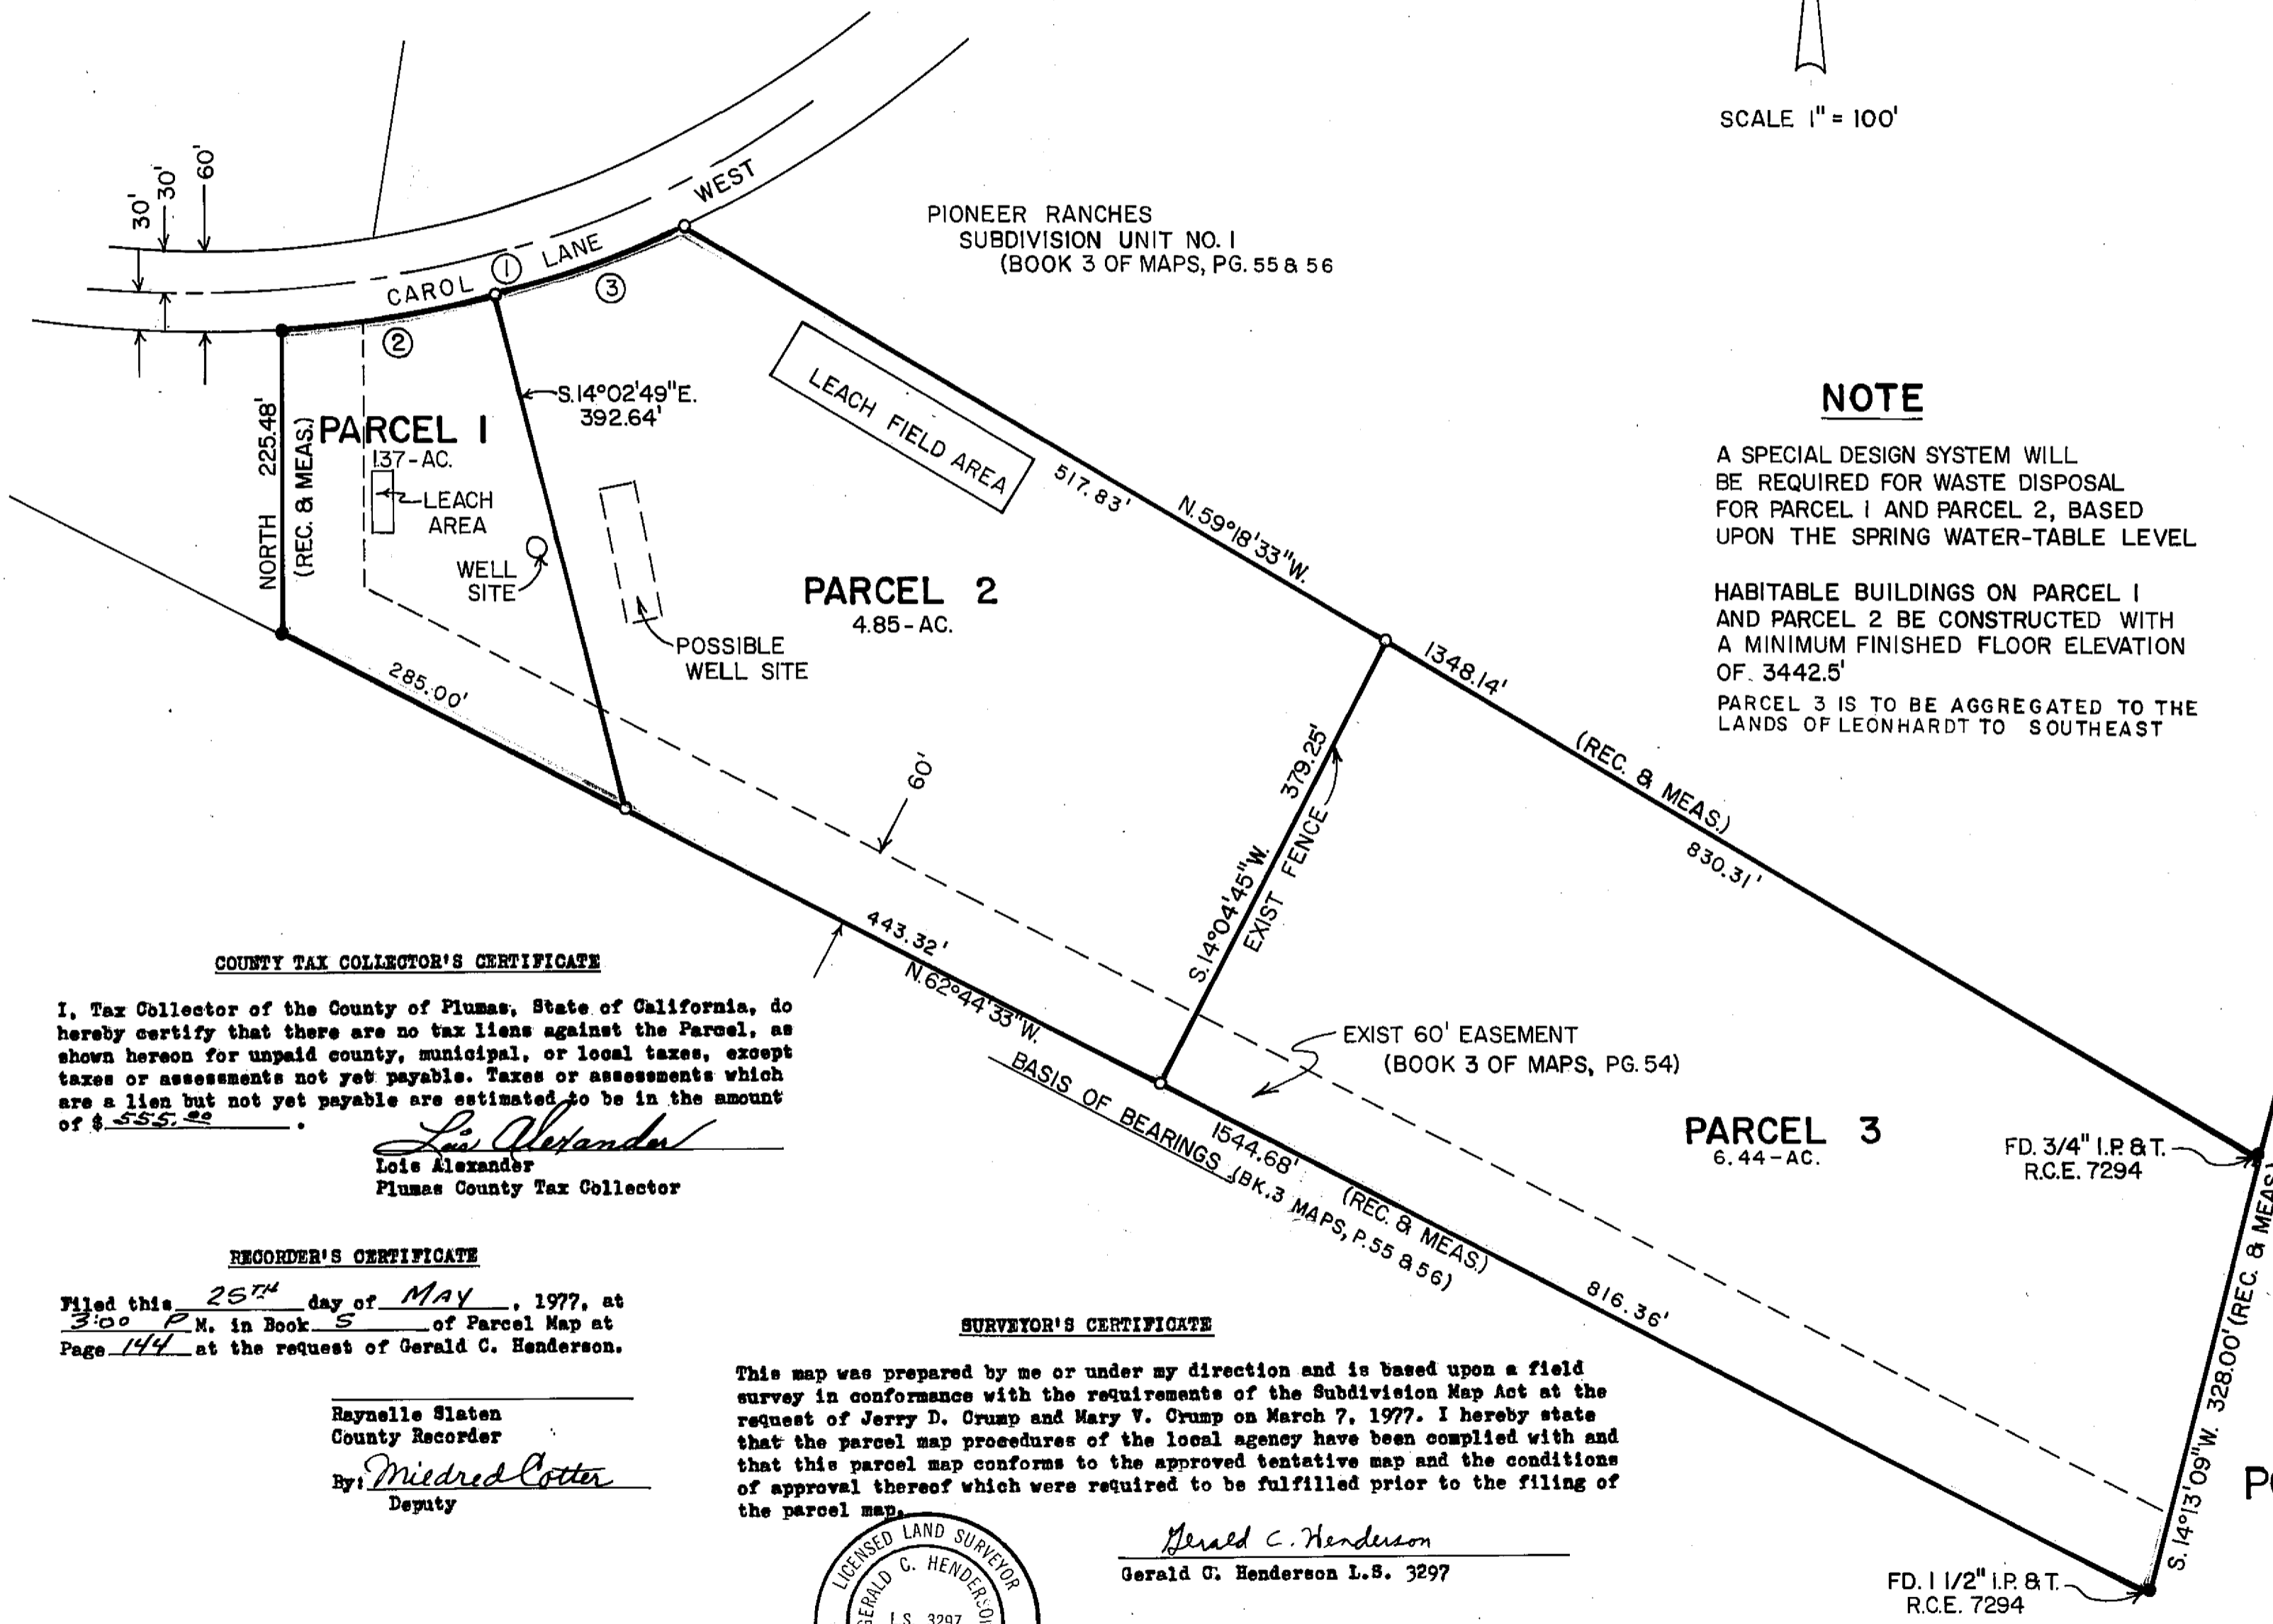 SCALE 1" = 100'
30'
30'
60'
CAROL LANE WEST
①
②
③
PIONEER RANCHES
SUBDIVISION UNIT NO. 1
(BOOK 3 OF MAPS, PG. 55 & 56
NORTH 225.48'
(REC. & MEAS.)
PARCEL 1
1.37-AC.
LEACH
AREA
WELL
SITE
S.14°02'49"E.
392.64'
LEACH FIELD AREA
517.83'
N.59°18'33"W.
PARCEL 2
4.85-AC.
POSSIBLE
WELL SITE
285.00'
60'
NOTE
A SPECIAL DESIGN SYSTEM WILL
BE REQUIRED FOR WASTE DISPOSAL
FOR PARCEL 1 AND PARCEL 2, BASED
UPON THE SPRING WATER-TABLE LEVEL
HABITABLE BUILDINGS ON PARCEL 1
AND PARCEL 2 BE CONSTRUCTED WITH
A MINIMUM FINISHED FLOOR ELEVATION
OF. 3442.5'
PARCEL 3 IS TO BE AGGREGATED TO THE
LANDS OF LEONHARDT TO SOUTHEAST
1348.14'
(REC. & MEAS.)
830.31'
379.25'
S.14°04'45"W.
EXIST FENCE
443.32'
N.62°44'33"W.
BASIS OF BEARINGS (BK.3 MAPS, P.55 & 56)
1544.68'
(REC. & MEAS.)
816.36'
EXIST 60' EASEMENT
(BOOK 3 OF MAPS, PG. 54)
PARCEL 3
6.44-AC.
FD. 3/4" I.P. & T.
R.C.E. 7294
S. 14°13'09"W. 328.00' (REC. & MEAS.)
FD. 1 1/2" I.P. & T.
R.C.E. 7294
COUNTY TAX COLLECTOR'S CERTIFICATE
I, Tax Collector of the County of Plumas, State of California, do
hereby certify that there are no tax liens against the Parcel, as
shown hereon for unpaid county, municipal, or local taxes, except
taxes or assessments not yet payable. Taxes or assessments which
are a lien but not yet payable are estimated to be in the amount
of $ 555.00 .
Lois Alexander
Lois Alexander
Plumas County Tax Collector
RECORDER'S CERTIFICATE
Filed this 25TH day of MAY , 1977, at
3:00 P M. in Book 5 of Parcel Map at
Page 144 at the request of Gerald C. Henderson.
Raynelle Slaten
County Recorder
By: Mildred Cotter
Deputy
SURVEYOR'S CERTIFICATE
This map was prepared by me or under my direction and is based upon a field
survey in conformance with the requirements of the Subdivision Map Act at the
request of Jerry D. Crump and Mary V. Crump on March 7, 1977. I hereby state
that the parcel map procedures of the local agency have been complied with and
that this parcel map conforms to the approved tentative map and the conditions
of approval thereof which were required to be fulfilled prior to the filing of
the parcel map.
Gerald C. Henderson
Gerald C. Henderson L.S. 3297
LICENSED LAND SURVEYOR
GERALD C. HENDERSON
L.S. 3297